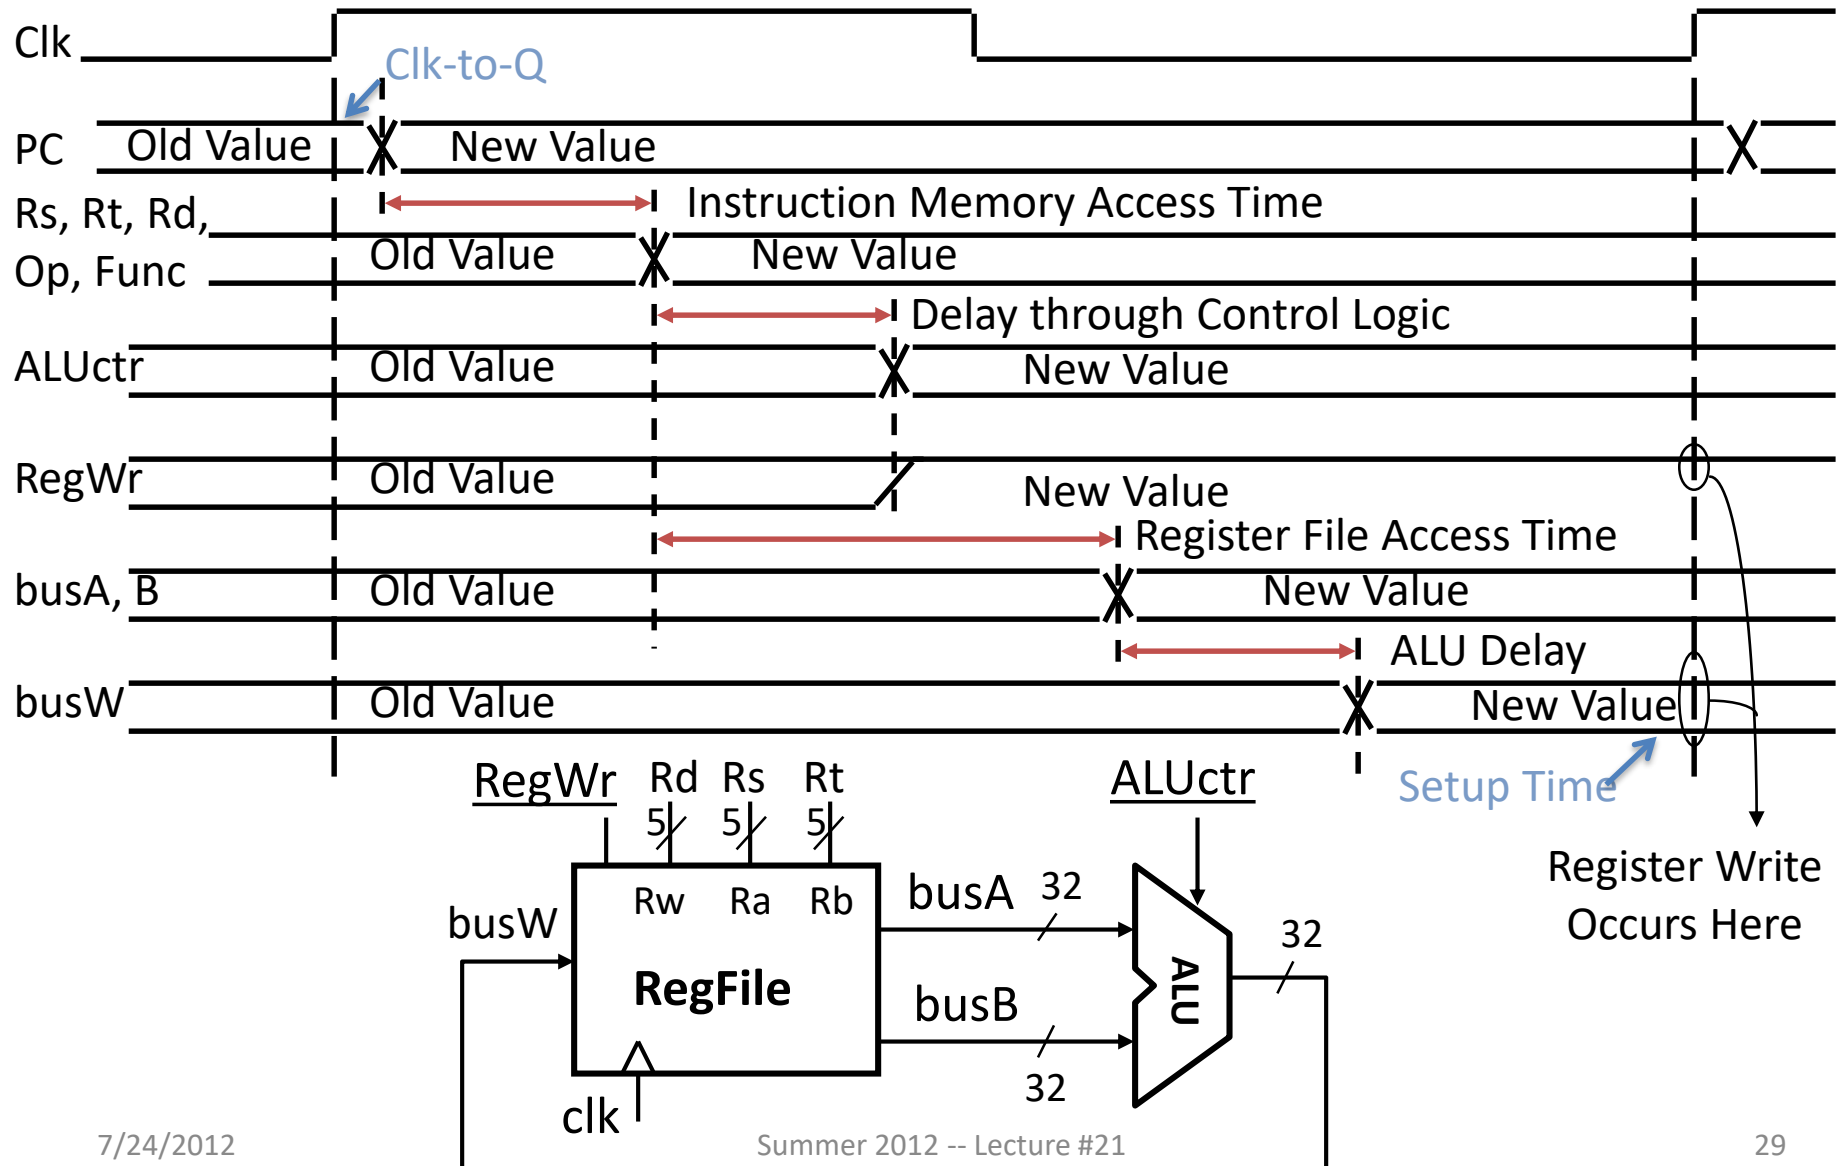 Clk
Clk-to-Q
PC Old Value New Value
Instruction Memory Access Time
Rs, Rt, Rd,
Op, Func
Old Value New Value
Delay through Control Logic
ALUctr Old Value New Value
RegWr Old Value New Value
Register File Access Time
busA, B Old Value New Value
ALU Delay
busW Old Value New Value
Setup Time
Register Write
Occurs Here
RegWr Rd Rs Rt ALUctr
5 5 5
Rw Ra Rb
busW
RegFile
clk
busA 32
busB
32
ALU
32
7/24/2012 Summer 2012 -- Lecture #21 29